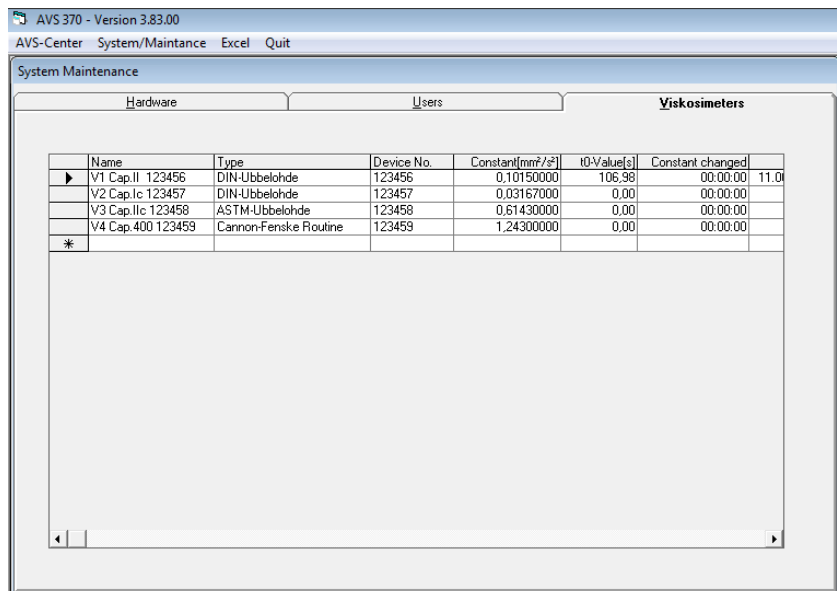 AVS 370 - Version 3.83.00
AVS-Center System/Maintance Excel Quit
System Maintenance
Hardware Users Viskosimeters
Name Type Device No. Constant[mm²/s²] t0-Value[s] Constant changed
V1 Cap.II 123456 DIN-Ubbelohde 123456 0,10150000 106,98 00:00:00 11.0
V2 Cap.Ic 123457 DIN-Ubbelohde 123457 0,03167000 0,00 00:00:00
V3 Cap.IIc 123458 ASTM-Ubbelohde 123458 0,61430000 0,00 00:00:00
V4 Cap.400 123459 Cannon-Fenske Routine 123459 1,24300000 0,00 00:00:00